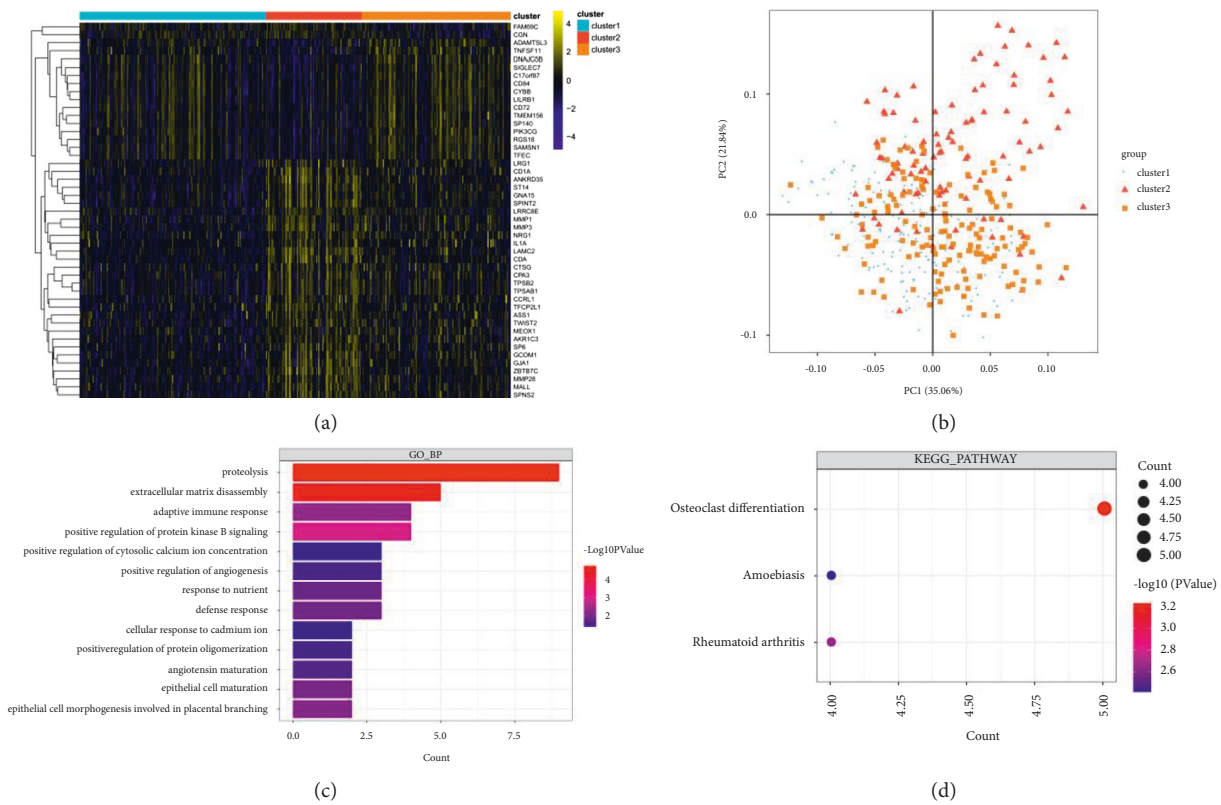 cluster
FAM69C
CGN
ADAMTSL3
TNFSF11
DNAJC5B
SIGLEC7
C17orf87
CD84
CYBB
LILRB1
CD72
TMEM156
SP140
PIK3CG
RGS18
SAMSN1
TFEC
LRG1
CD1A
ANKRD35
ST14
GNA15
SPINT2
LRRC8E
MMP1
MMP3
NRG1
IL1A
LAMC2
CDA
CTSG
CPA3
TPSB2
TPSAB1
CCRL1
TFCP2L1
ASS1
TWIST2
MEOX1
AKR1C3
SP6
GCOM1
GJA1
ZBTB7C
MMP28
MALL
SPNS2
4
2
0
−2
−4
cluster
cluster1
cluster2
cluster3
(a)
PC2 (21.84%)
0.1
0.0
-0.1
-0.10
-0.05
0.00
0.05
0.10
PC1 (35.06%)
group
cluster1
cluster2
cluster3
(b)
GO_BP
proteolysis
extracellular matrix disassembly
adaptive immune response
positive regulation of protein kinase B signaling
positive regulation of cytosolic calcium ion concentration
positive regulation of angiogenesis
response to nutrient
defense response
cellular response to cadmium ion
positiveregulation of protein oligomerization
angiotensin maturation
epithelial cell maturation
epithelial cell morphogenesis involved in placental branching
0.0
2.5
5.0
7.5
Count
-Log10PValue
4
3
2
(c)
KEGG_PATHWAY
Osteoclast differentiation
Amoebiasis
Rheumatoid arthritis
4.00
4.25
4.50
4.75
5.00
Count
Count
4.00
4.25
4.50
4.75
5.00
-log10 (PValue)
3.2
3.0
2.8
2.6
(d)